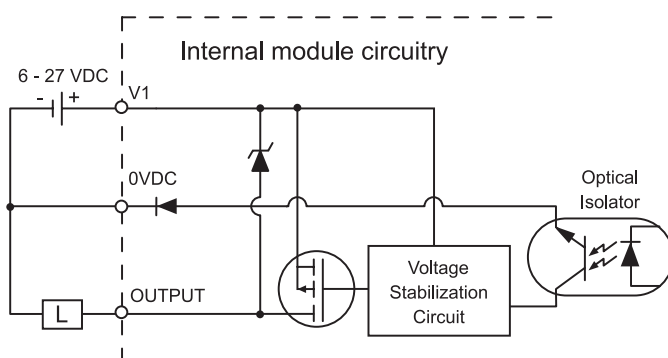 Internal module circuitry
6 - 27 VDC
- +
V1
0VDC
Optical
Isolator
OUTPUT
Voltage
Stabilization
Circuit
L